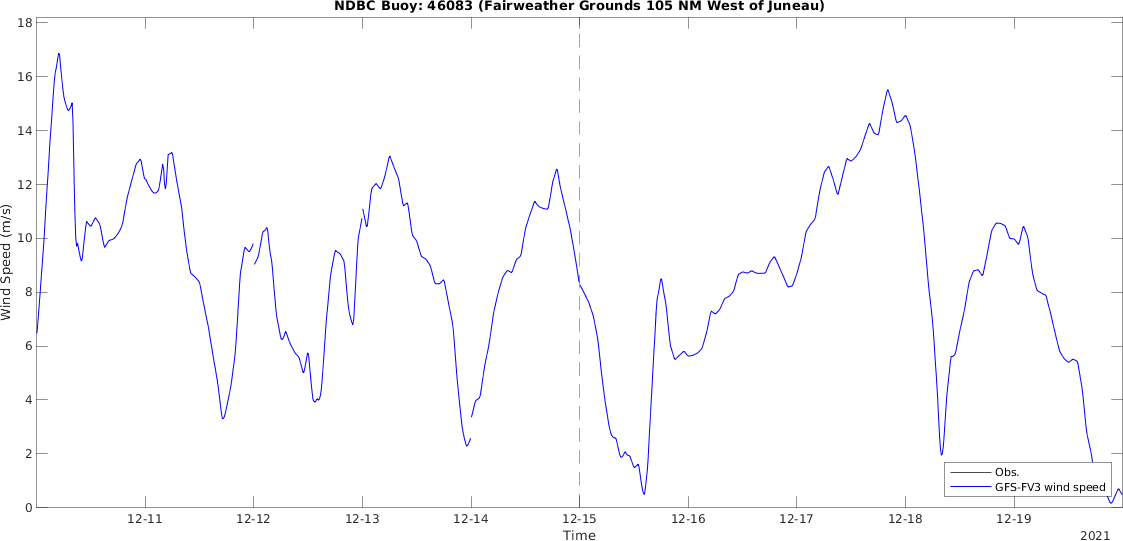 NDBC Buoy: 46083 (Fairweather Grounds 105 NM West of Juneau)
18
16
14
12
10
8
6
4
2
0
Wind Speed (m/s)
Obs.
GFS-FV3 wind speed
12-11 12-12 12-13 12-14 12-15 12-16 12-17 12-18 12-19
Time
2021